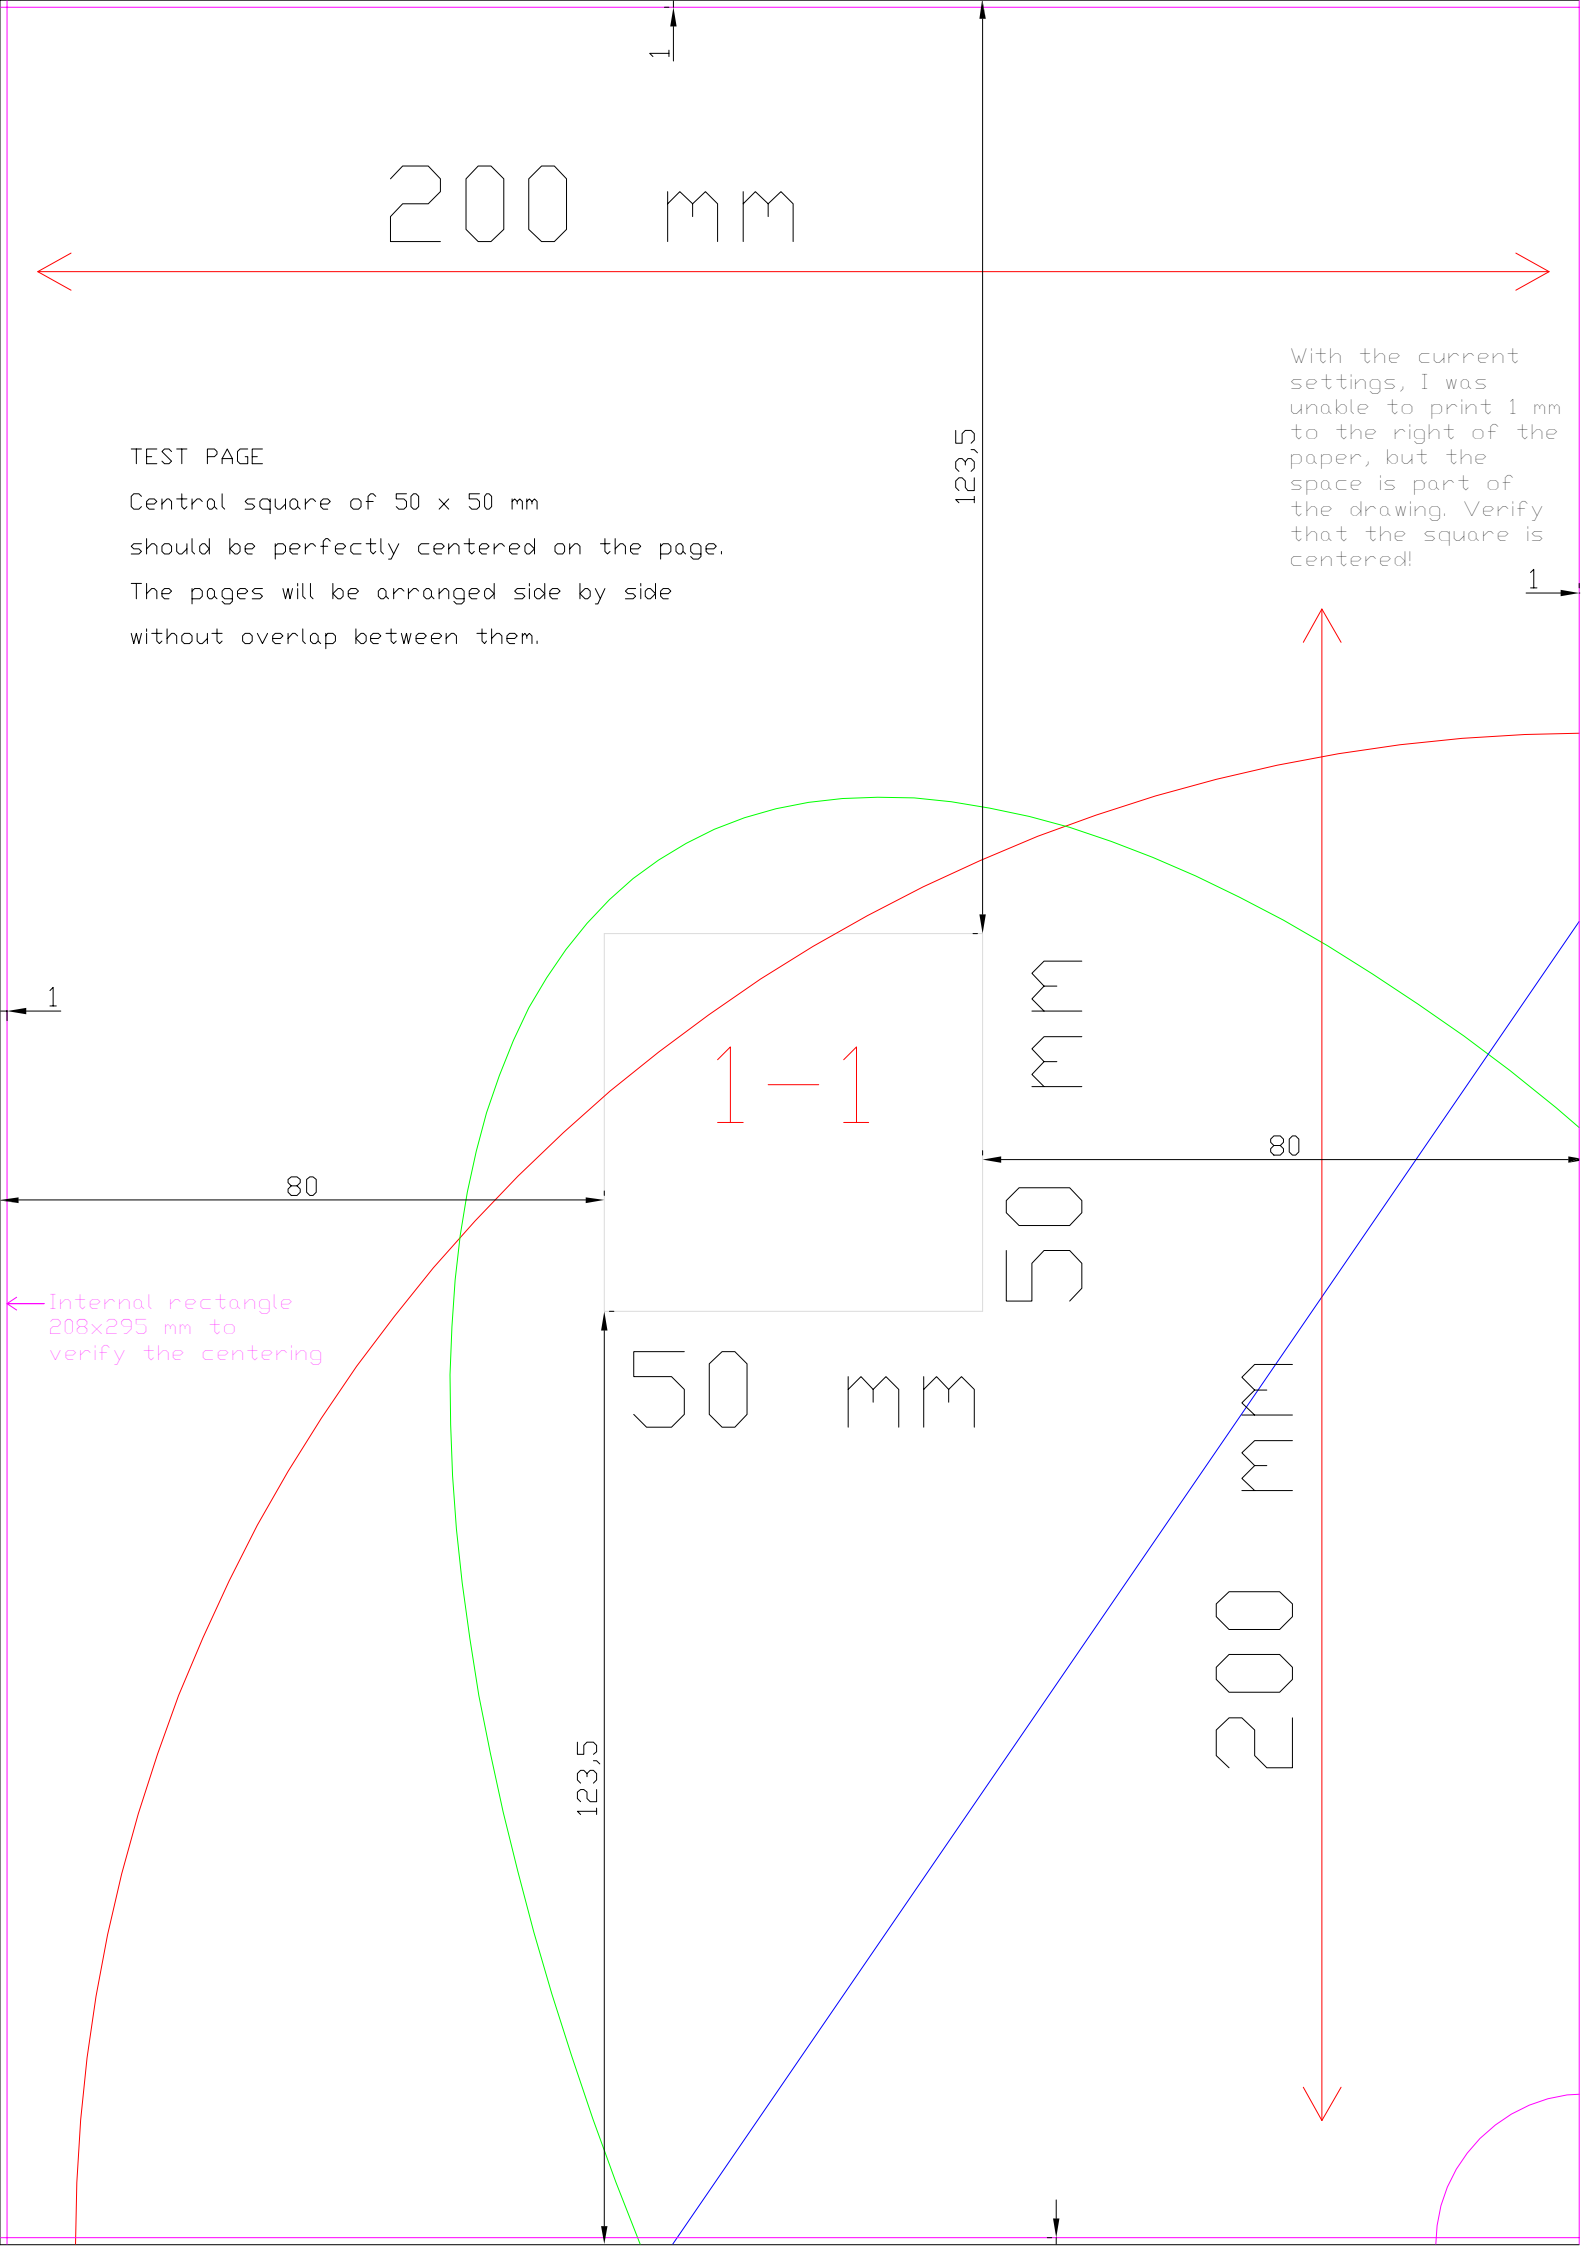 1
200 mm
With the current
settings, I was
unable to print 1 mm
to the right of the
paper, but the
space is part of
the drawing. Verify
that the square is
centered!
123,5
TEST PAGE
Central square of 50 x 50 mm
should be perfectly centered on the page.
The pages will be arranged side by side
without overlap between them.
1
1
50 mm
1-1
80
80
Internal rectangle
208x295 mm to
verify the centering
50 mm
200 mm
123,5